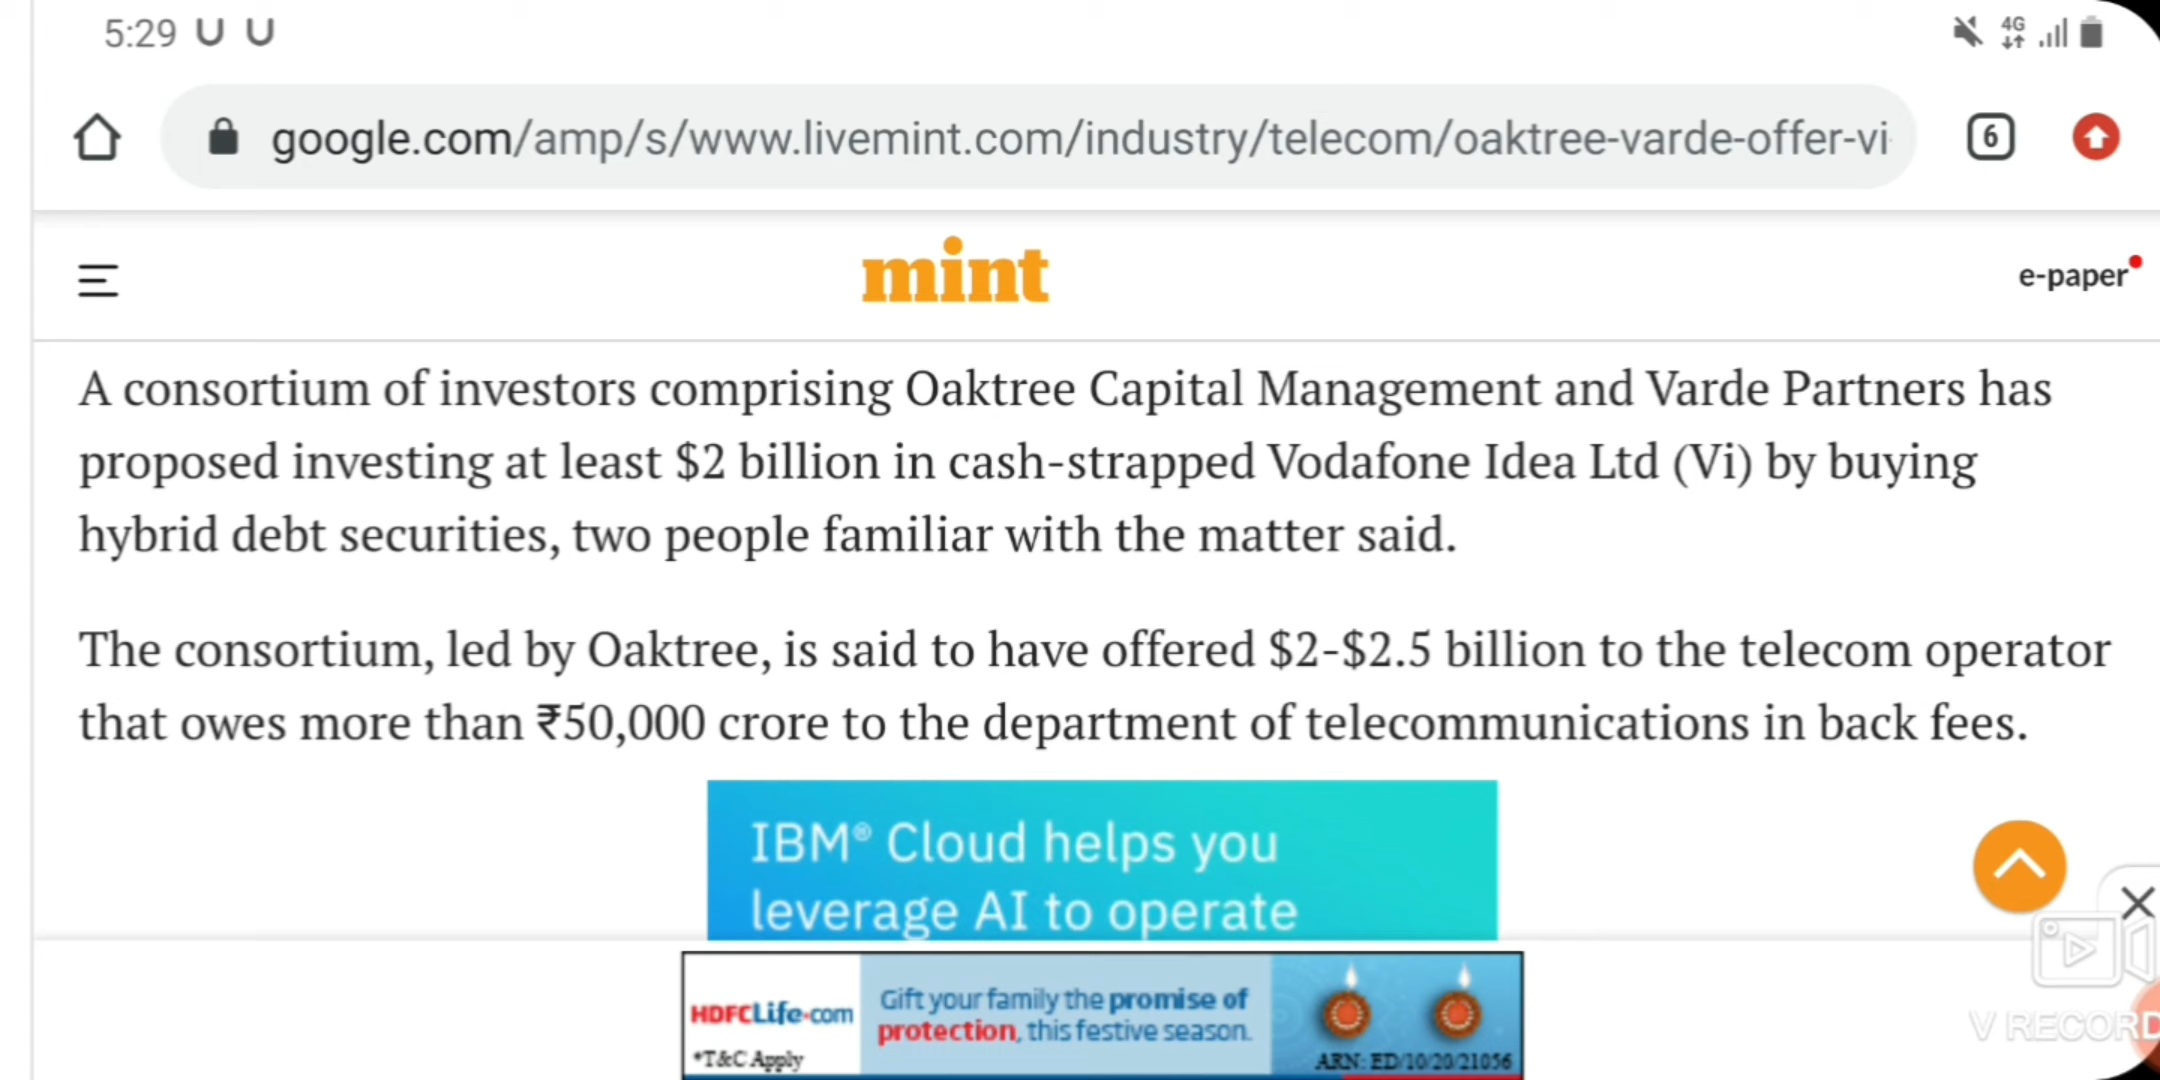 5:29
4G
google.com/amp/s/www.livemint.com/industry/telecom/oaktree-varde-offer-vi
6
mint
e-paper
A consortium of investors comprising Oaktree Capital Management and Varde Partners has
proposed investing at least $2 billion in cash-strapped Vodafone Idea Ltd (Vi) by buying
hybrid debt securities, two people familiar with the matter said.
The consortium, led by Oaktree, is said to have offered $2-$2.5 billion to the telecom operator
that owes more than ₹50,000 crore to the department of telecommunications in back fees.
IBM® Cloud helps you
leverage AI to operate
HDFCLife.com
Gift your family the promise of
protection, this festive season.
*T&C Apply
ARN: ED/10/20/21056
V RECORD